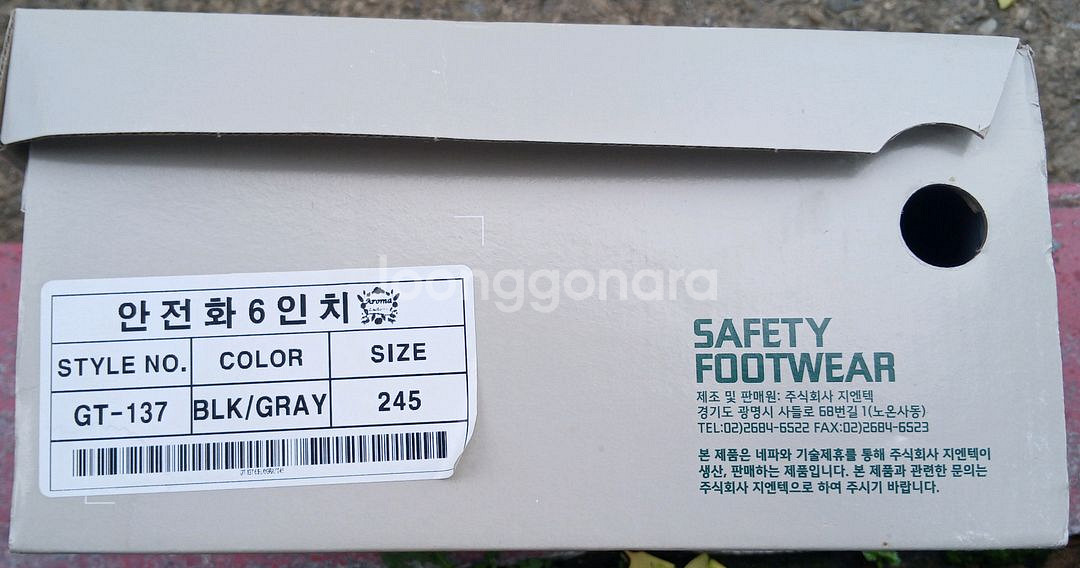 joonggonara
안전화6인치 Aroma
STYLE NO. COLOR SIZE
GT-137 BLK/GRAY 245
SAFETY
FOOTWEAR
제조 및 판매원: 주식회사 지엔텍
경기도 광명시 사들로 68번길 1(노온사동)
TEL:02)2684-6522 FAX:02)2684-6523
본 제품은 네파와 기술제휴를 통해 주식회사 지엔텍이
생산, 판매하는 제품입니다. 본 제품과 관련한 문의는
주식회사 지엔텍으로 하여 주시기 바랍니다.